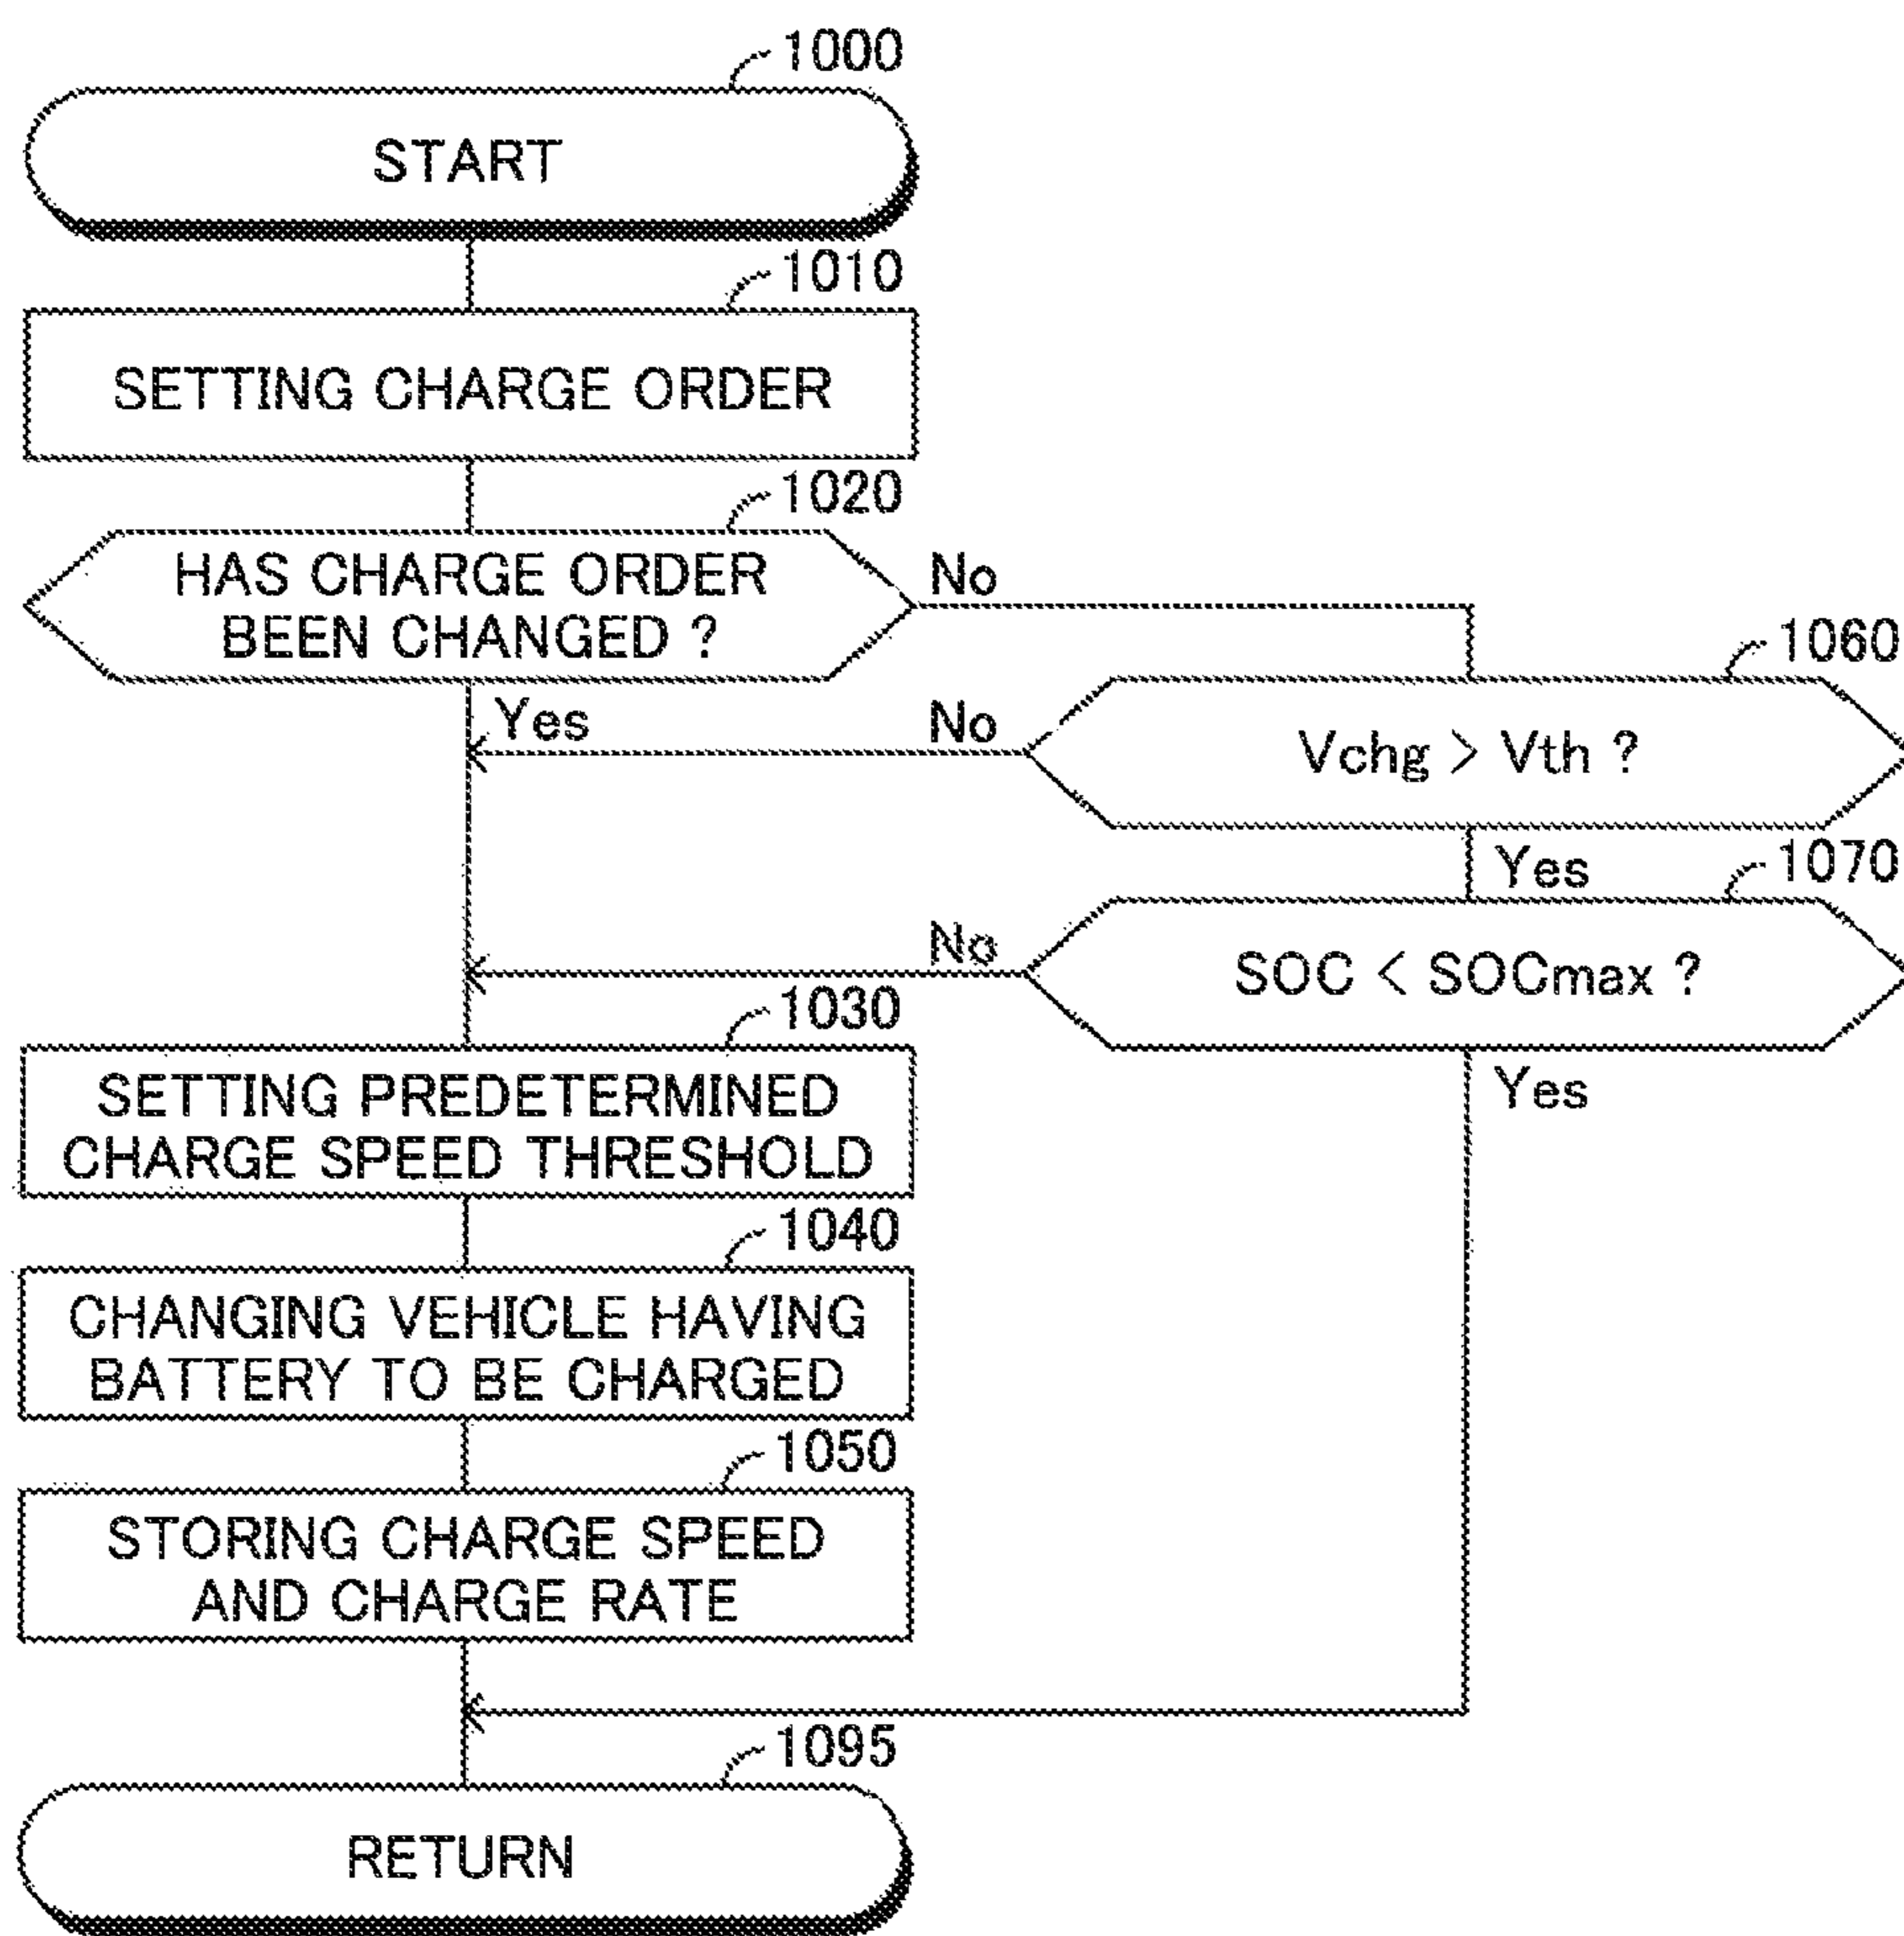 1000
START
1010
SETTING CHARGE ORDER
1020
HAS CHARGE ORDER
BEEN CHANGED ?
No
1060
Yes
No
Vchg > Vth ?
Yes
1070
No
SOC < SOCmax ?
Yes
1030
SETTING PREDETERMINED
CHARGE SPEED THRESHOLD
1040
CHANGING VEHICLE HAVING
BATTERY TO BE CHARGED
1050
STORING CHARGE SPEED
AND CHARGE RATE
1095
RETURN